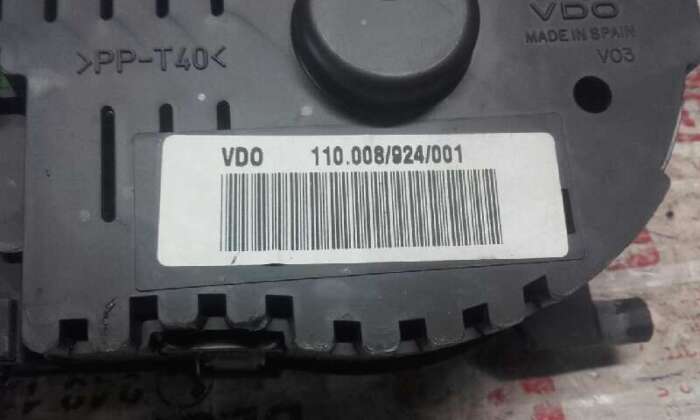 VDO
MADE IN SPAIN
V03
>PP-T40<
VDO 110.008/924/001